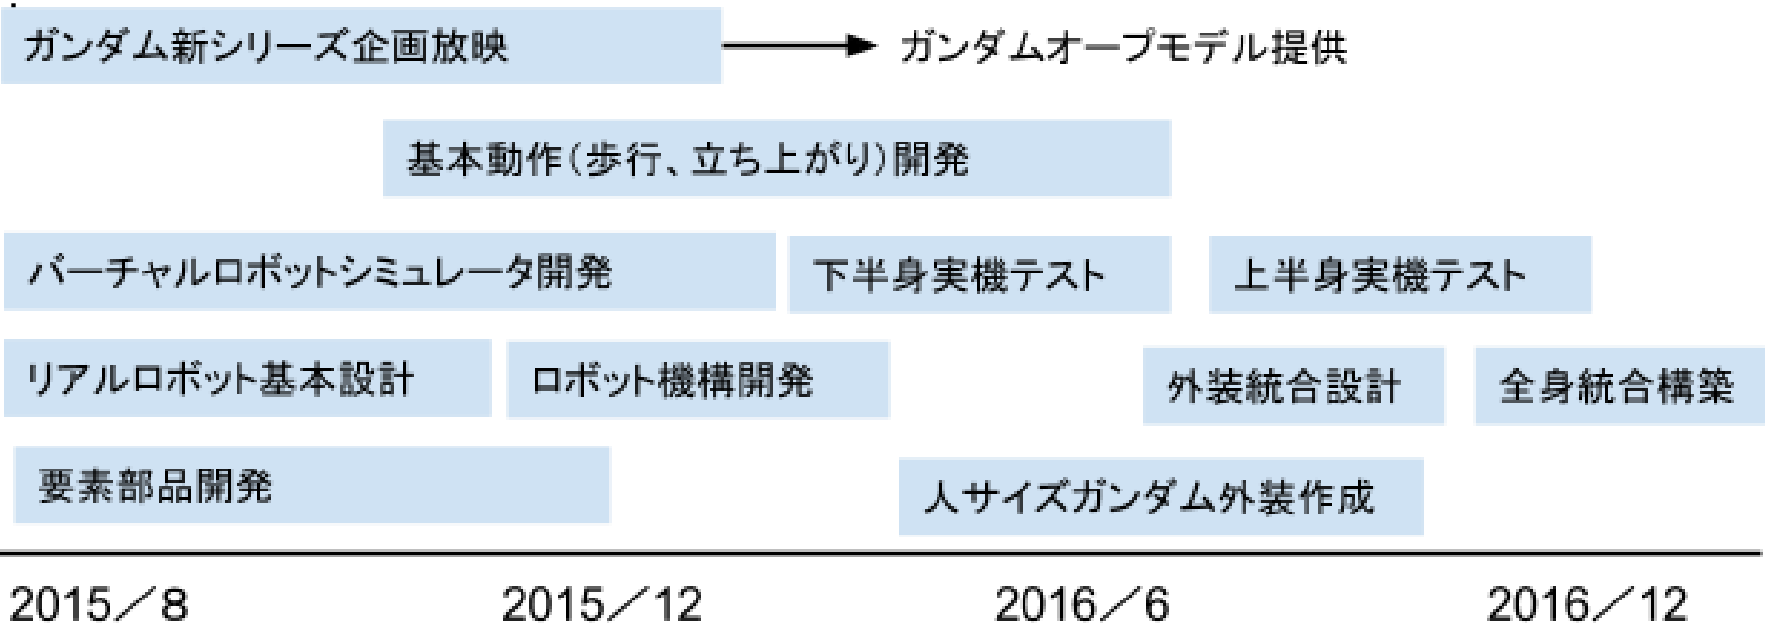 ガンダム新シリーズ企画放映
ガンダムオープモデル提供
基本動作（歩行、立ち上がり）開発
バーチャルロボットシミュレータ開発
下半身実機テスト
上半身実機テスト
リアルロボット基本設計
ロボット機構開発
外装統合設計
全身統合構築
要素部品開発
人サイズガンダム外装作成
2015／8
2015／12
2016／6
2016／12